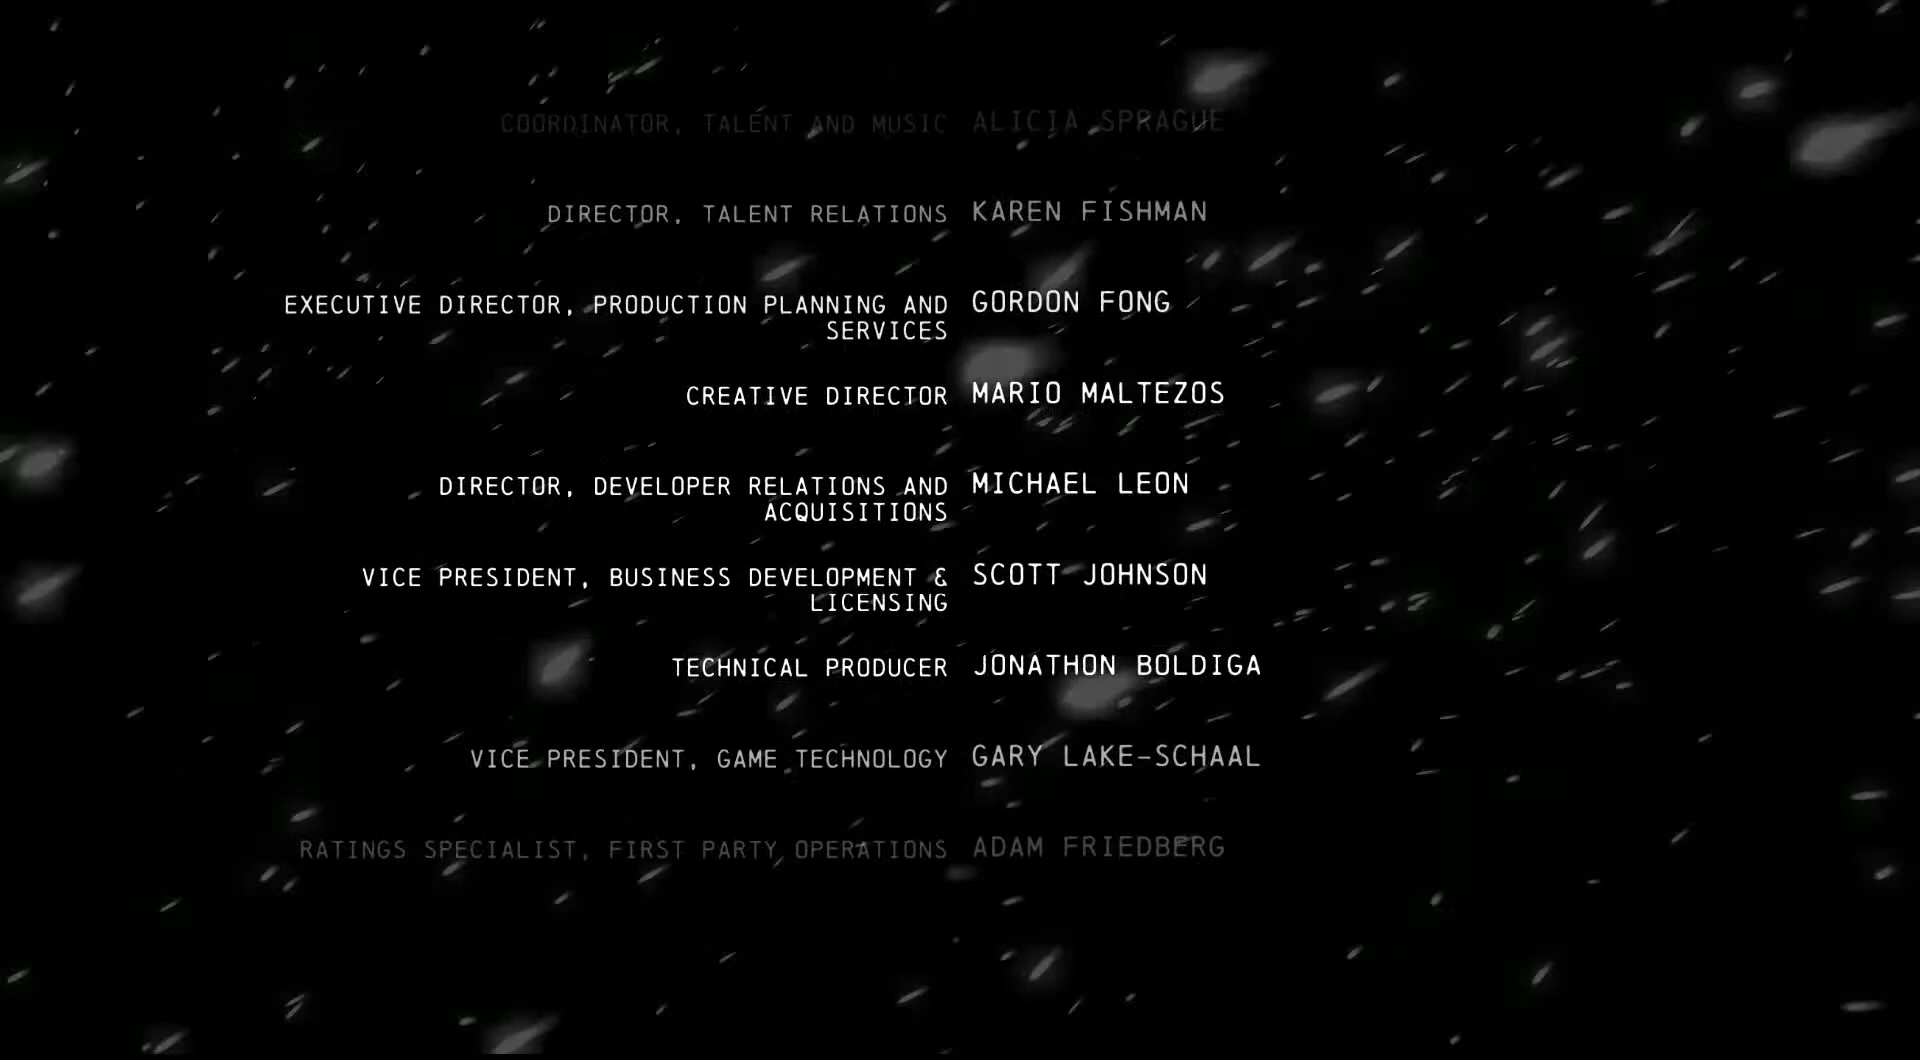 COORDINATOR, TALENT AND MUSIC ALICIA SPRAGUE
DIRECTOR, TALENT RELATIONS KAREN FISHMAN
EXECUTIVE DIRECTOR, PRODUCTION PLANNING AND GORDON FONG
SERVICES
CREATIVE DIRECTOR MARIO MALTEZOS
DIRECTOR, DEVELOPER RELATIONS AND MICHAEL LEON
ACQUISITIONS
VICE PRESIDENT, BUSINESS DEVELOPMENT & SCOTT JOHNSON
LICENSING
TECHNICAL PRODUCER JONATHON BOLDIGA
VICE PRESIDENT, GAME TECHNOLOGY GARY LAKE-SCHAAL
RATINGS SPECIALIST, FIRST PARTY OPERATIONS ADAM FRIEDBERG